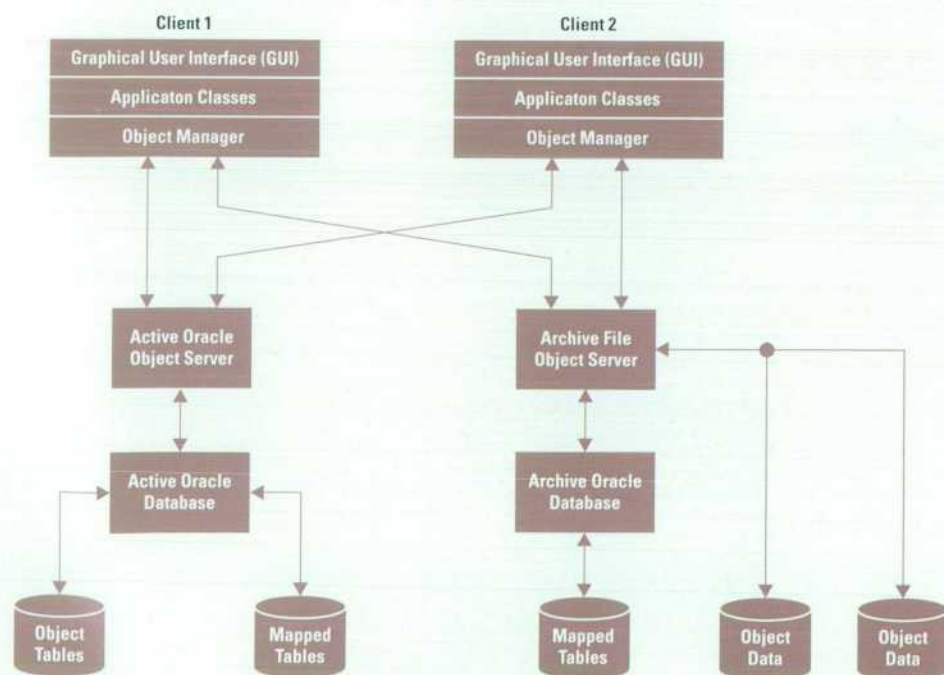 Client 1
Graphical User Interface (GUI)
Applicaton Classes
Object Manager
Client 2
Graphical User Interface (GUI)
Applicaton Classes
Object Manager
Active Oracle
Object Server
Archive File
Object Server
Active Oracle
Database
Archive Oracle
Database
Object
Tables
Mapped
Tables
Mapped
Tables
Object
Data
Object
Data